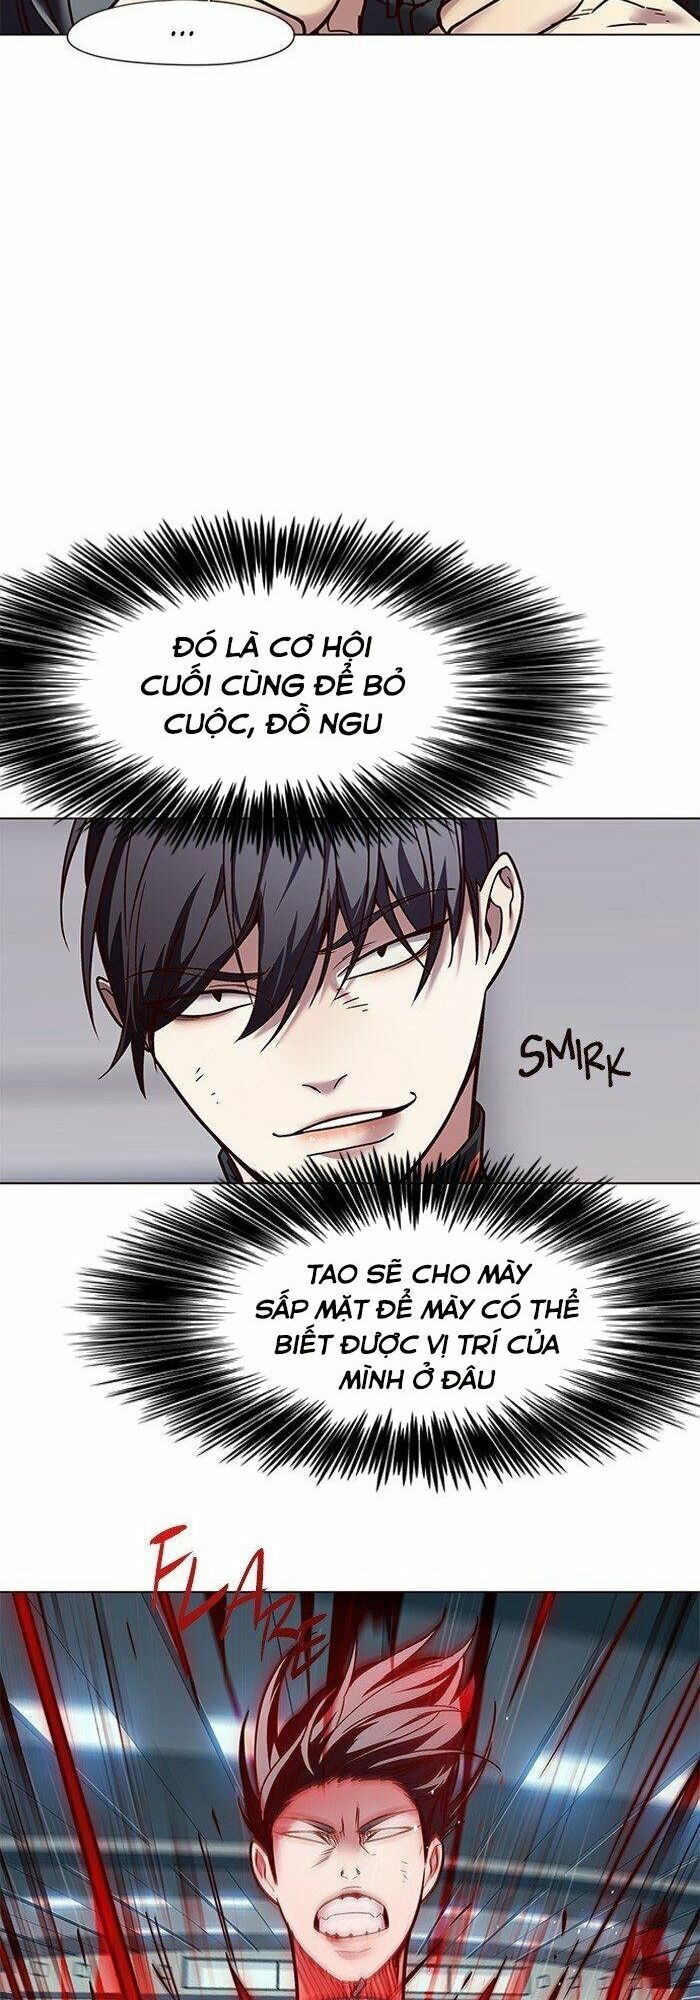 ...
ĐÓ LÀ CƠ HỘI
CUỐI CÙNG ĐỂ BỎ
CUỘC, ĐỒ NGU
SMIRK
TAO SẼ CHO MÀY
SẤP MẶT ĐỂ MÀY CÓ THỂ
BIẾT ĐƯỢC VỊ TRÍ CỦA
MÌNH Ở ĐÂU
FLARE